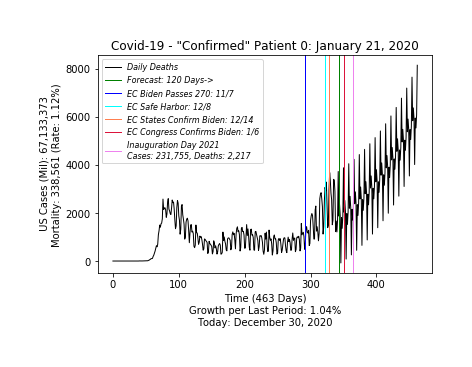 Covid-19 - "Confirmed" Patient 0: January 21, 2020
US Cases (Mil): 67,133,373
Mortality: 338,561 (Rate: 1.12%)
8000
6000
4000
2000
0
Daily Deaths
Forecast: 120 Days->
EC Biden Passes 270: 11/7
EC Safe Harbor: 12/8
EC States Confirm Biden: 12/14
EC Congress Confirms Biden: 1/6
Inauguration Day 2021
Cases: 231,755, Deaths: 2,217
0 100 200 300 400
Time (463 Days)
Growth per Last Period: 1.04%
Today: December 30, 2020